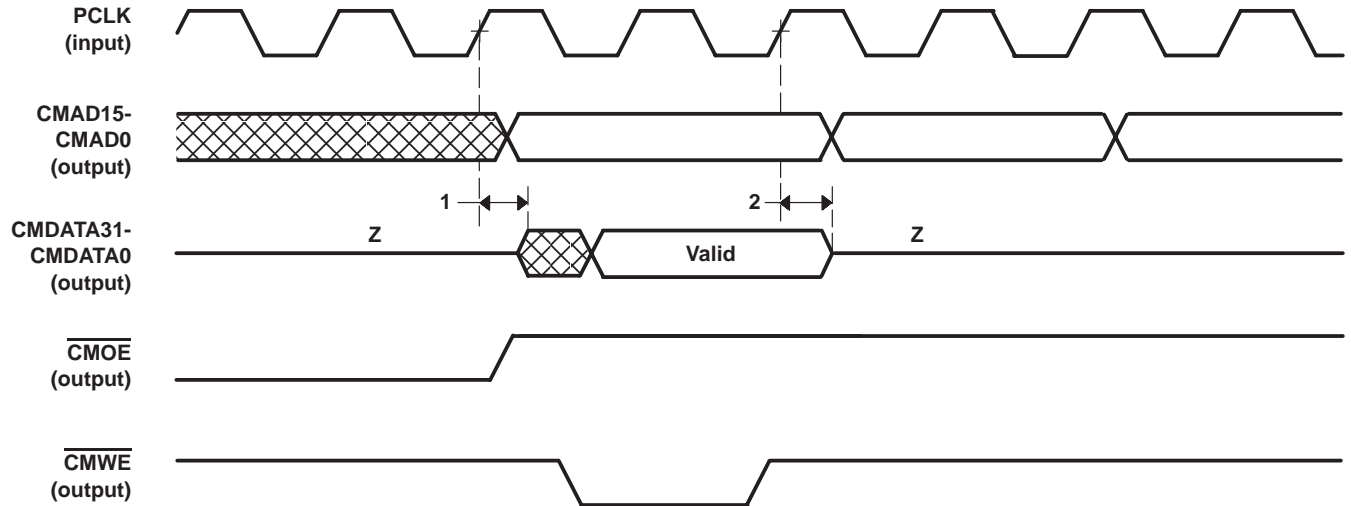 PCLK
(input)
CMAD15-
CMAD0
(output)
1
2
CMDATA31-
CMDATA0
(output)
Z
Valid
Z
CMOE
(output)
CMWE
(output)